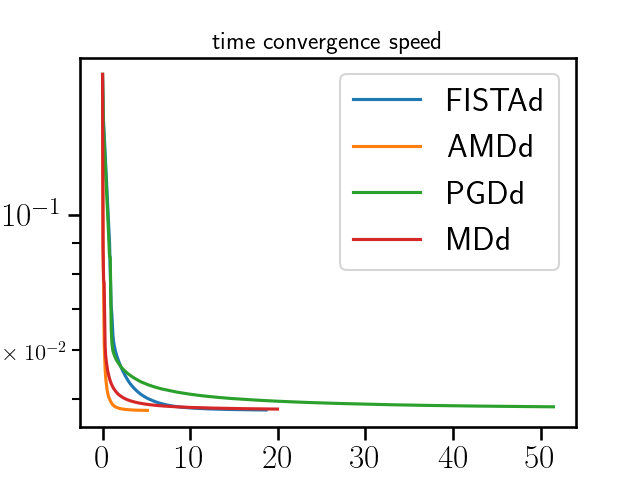 time convergence speed
FISTAd
AMDd
PGDd
MDd
10⁻¹
× 10⁻²
0 10 20 30 40 50